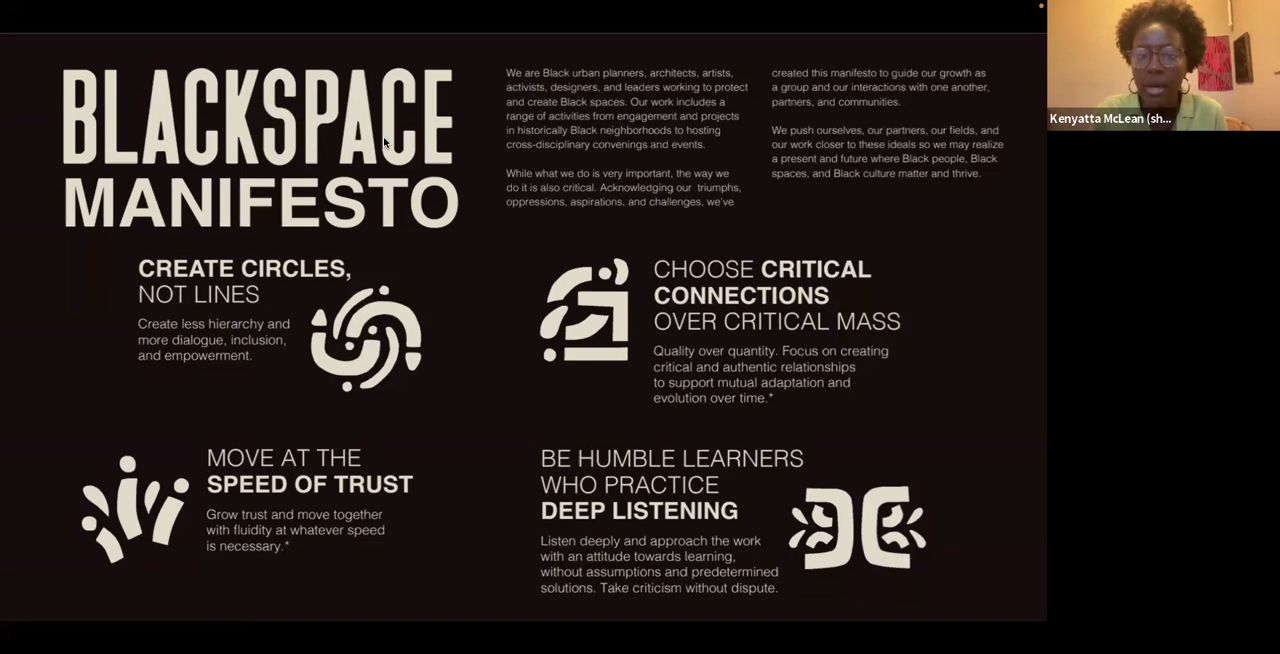 BLACKSPACE
MANIFESTO
We are Black urban planners, architects, artists,
activists, designers, and leaders working to protect
and create Black spaces. Our work includes a
range of activities from engagement and projects
in historically Black neighborhoods to hosting
cross-disciplinary convenings and events.
While what we do is very important, the way we
do it is also critical. Acknowledging our triumphs,
oppressions, aspirations, and challenges, we’ve
created this manifesto to guide our growth as
a group and our interactions with one another,
partners, and communities.
We push ourselves, our partners, our fields, and
our work closer to these ideals so we may realize
a present and future where Black people, Black
spaces, and Black culture matter and thrive.
CREATE CIRCLES,
NOT LINES
Create less hierarchy and
more dialogue, inclusion,
and empowerment.
CHOOSE CRITICAL
CONNECTIONS
OVER CRITICAL MASS
Quality over quantity. Focus on creating
critical and authentic relationships
to support mutual adaptation and
evolution over time.*
MOVE AT THE
SPEED OF TRUST
Grow trust and move together
with fluidity at whatever speed
is necessary.*
BE HUMBLE LEARNERS
WHO PRACTICE
DEEP LISTENING
Listen deeply and approach the work
with an attitude towards learning,
without assumptions and predetermined
solutions. Take criticism without dispute.
Kenyatta McLean (sh...